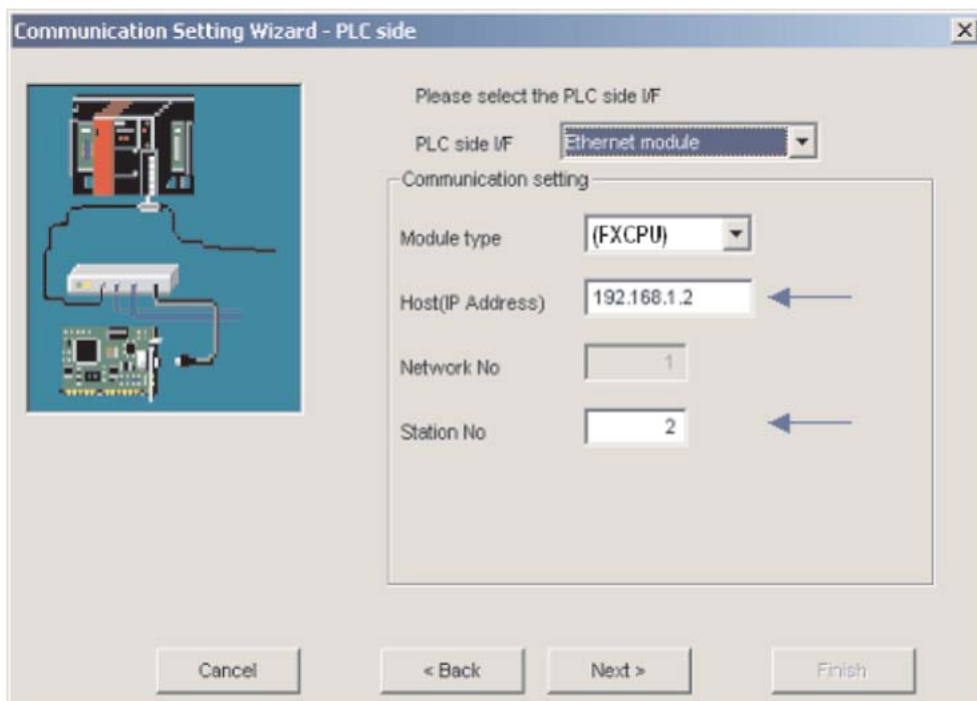 Communication Setting Wizard - PLC side
Please select the PLC side I/F
PLC side I/F
Ethernet module
Communication setting
Module type
(FXCPU)
Host(IP Address)
192.168.1.2
Network No
1
Station No
2
Cancel
< Back
Next >
Finish